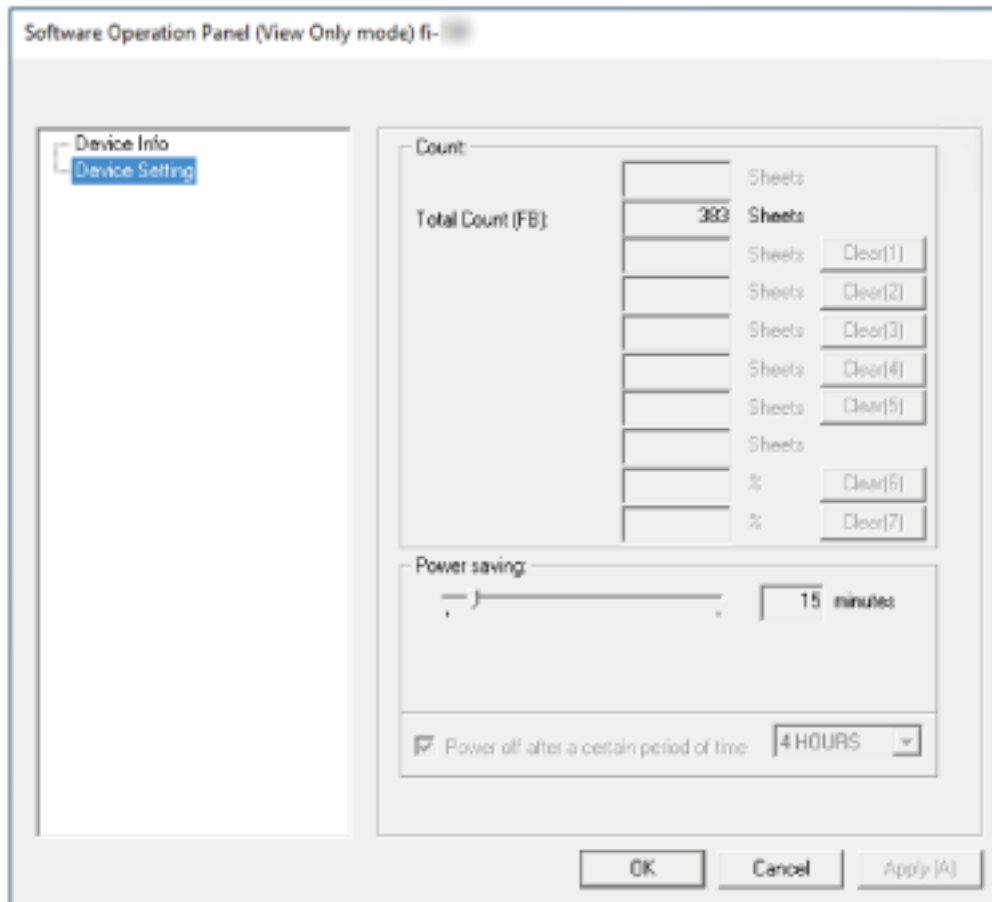 Software Operation Panel (View Only mode) fi-
Device Info
Device Setting
Count:
Sheets
Total Count (FB): 383 Sheets
Sheets Clear(1)
Sheets Clear(2)
Sheets Clear(3)
Sheets Clear(4)
Sheets Clear(5)
Sheets
% Clear(6)
% Clear(7)
Power saving:
15 minutes
Power off after a certain period of time 4 HOURS
OK Cancel Apply (A)